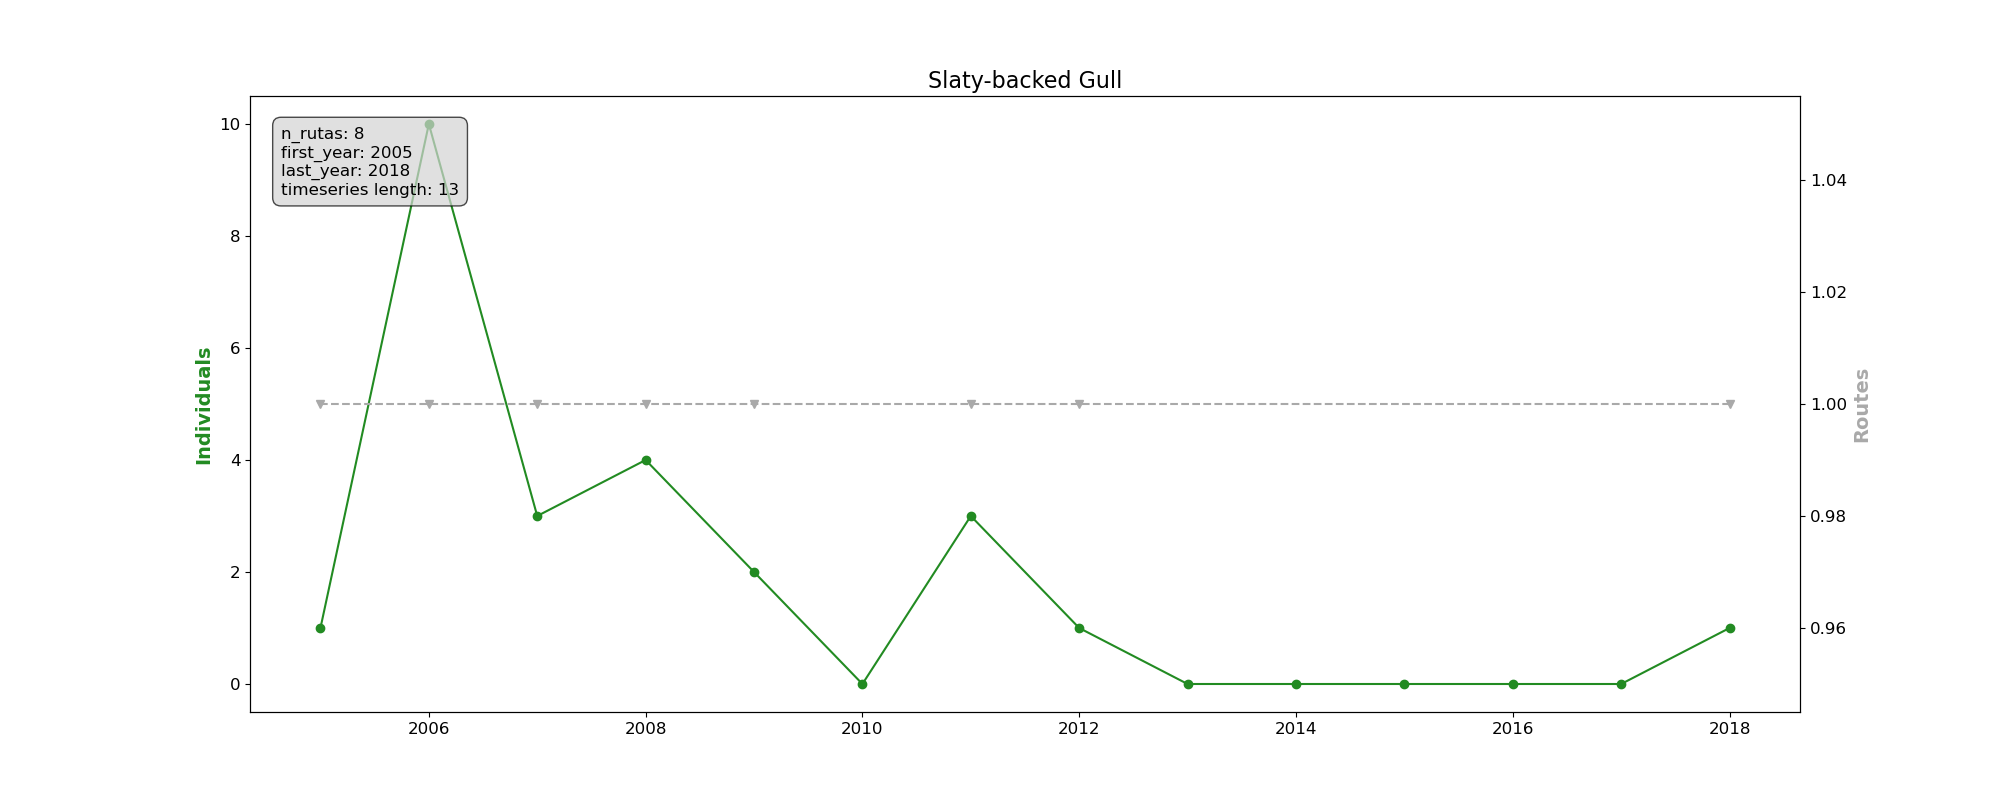 Slaty-backed Gull
n_rutas: 8
first_year: 2005
last_year: 2018
timeseries length: 13
10
8
6
4
2
0
Individuals
1.04
1.02
1.00
0.98
0.96
Routes
2006
2008
2010
2012
2014
2016
2018